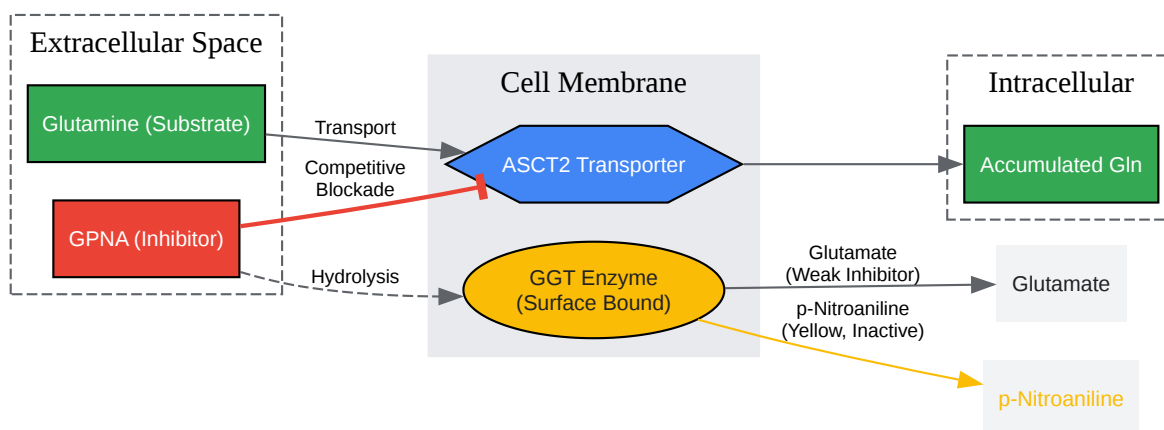 Extracellular Space
Glutamine (Substrate)
GPNA (Inhibitor)
Transport
Competitive
Blockade
Hydrolysis
Cell Membrane
ASCT2 Transporter
GGT Enzyme
(Surface Bound)
Intracellular
Accumulated Gln
Glutamate
(Weak Inhibitor)
Glutamate
p-Nitroaniline
(Yellow, Inactive)
p-Nitroaniline